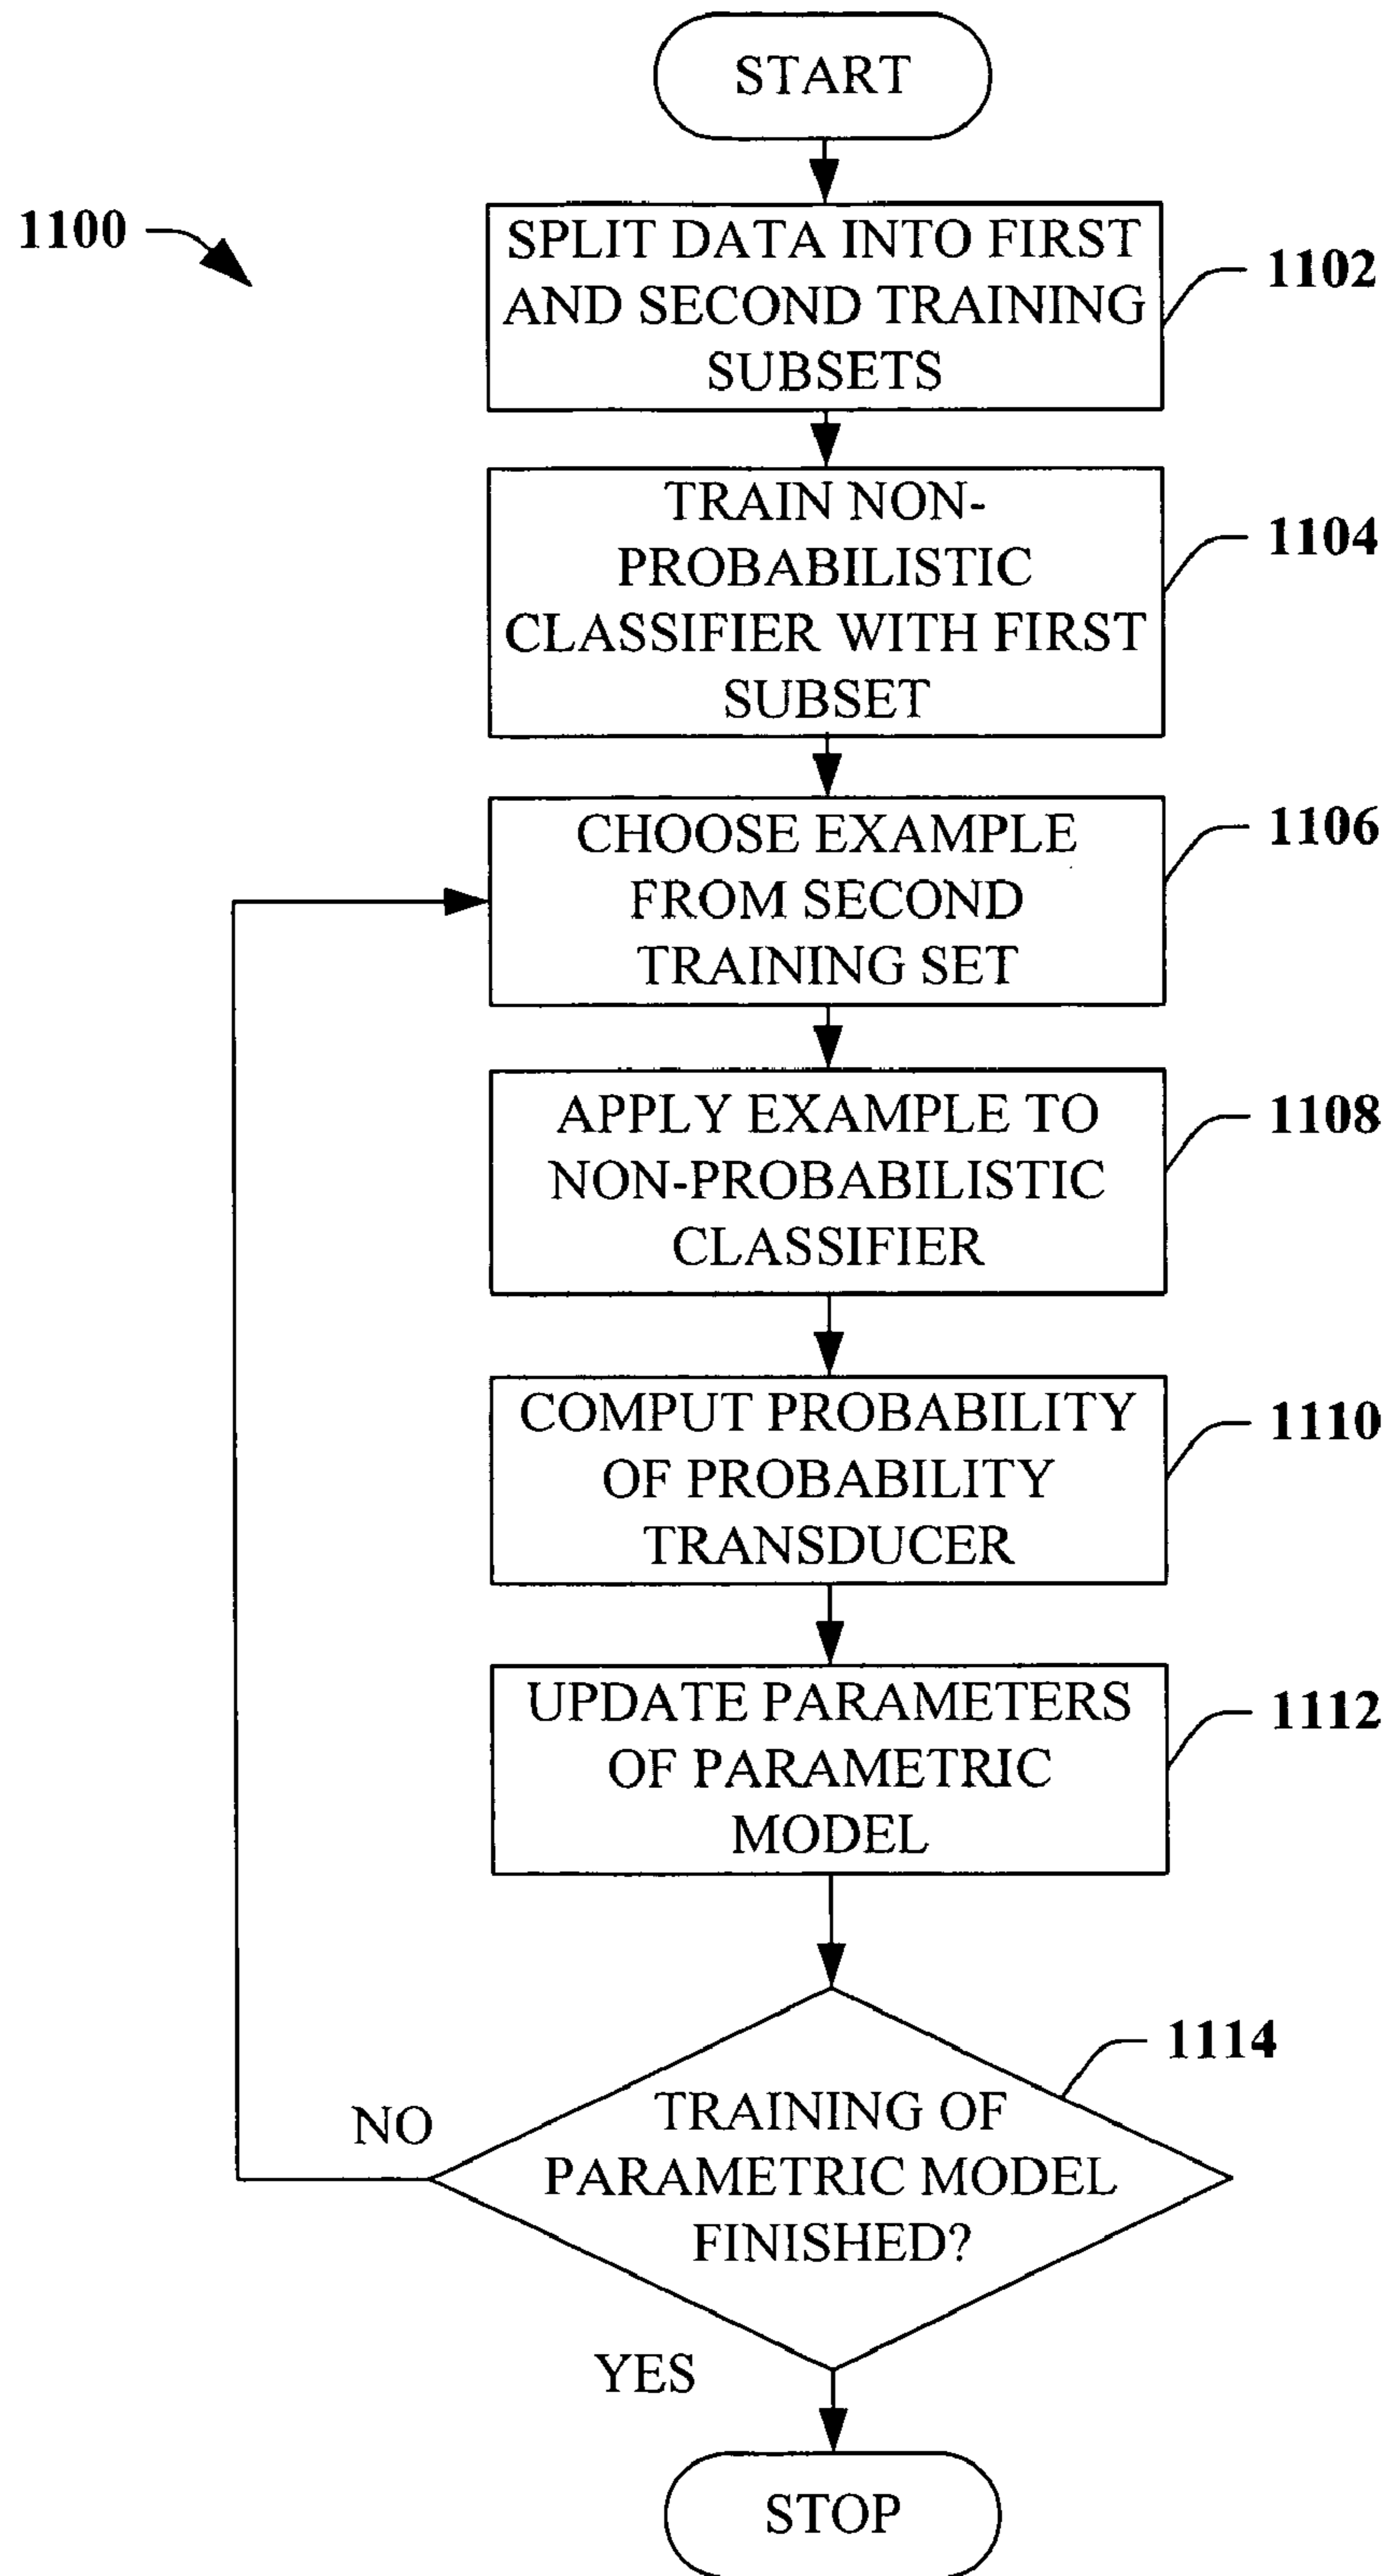 START
1100
SPLIT DATA INTO FIRST
AND SECOND TRAINING
SUBSETS
1102
TRAIN NON-
PROBABILISTIC
CLASSIFIER WITH FIRST
SUBSET
1104
CHOOSE EXAMPLE
FROM SECOND
TRAINING SET
1106
APPLY EXAMPLE TO
NON-PROBABILISTIC
CLASSIFIER
1108
COMPUT PROBABILITY
OF PROBABILITY
TRANSDUCER
1110
UPDATE PARAMETERS
OF PARAMETRIC
MODEL
1112
TRAINING OF
PARAMETRIC MODEL
FINISHED?
1114
NO
YES
STOP